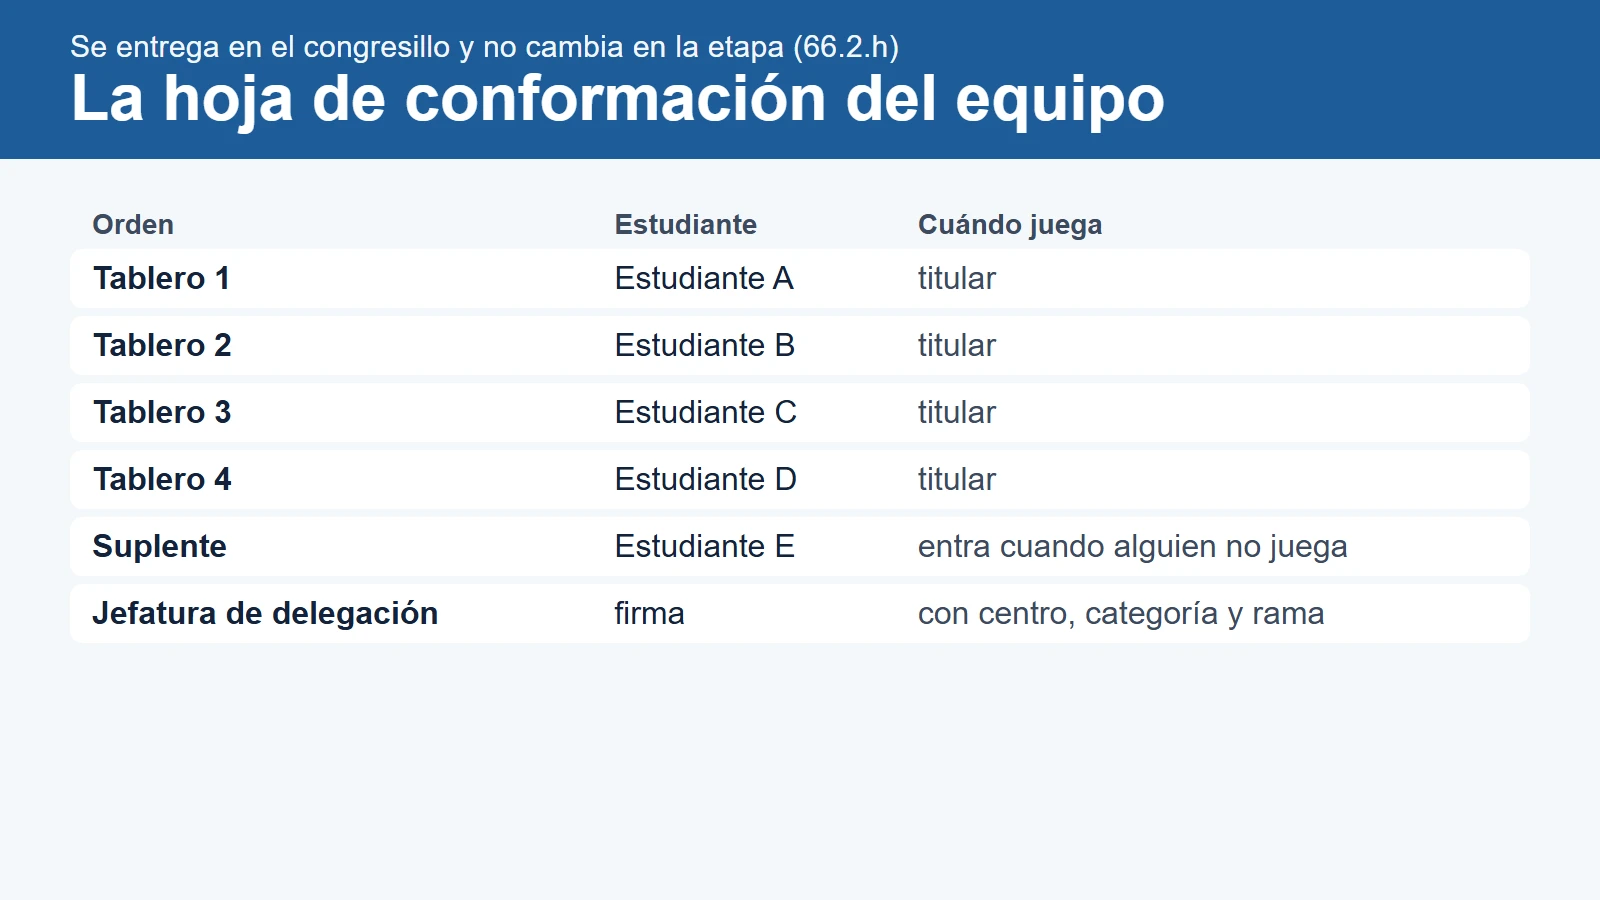 Se entrega en el congresillo y no cambia en la etapa (66.2.h)
La hoja de conformación del equipo
Orden Estudiante Cuándo juega
Tablero 1 Estudiante A titular
Tablero 2 Estudiante B titular
Tablero 3 Estudiante C titular
Tablero 4 Estudiante D titular
Suplente Estudiante E entra cuando alguien no juega
Jefatura de delegación firma con centro, categoría y rama